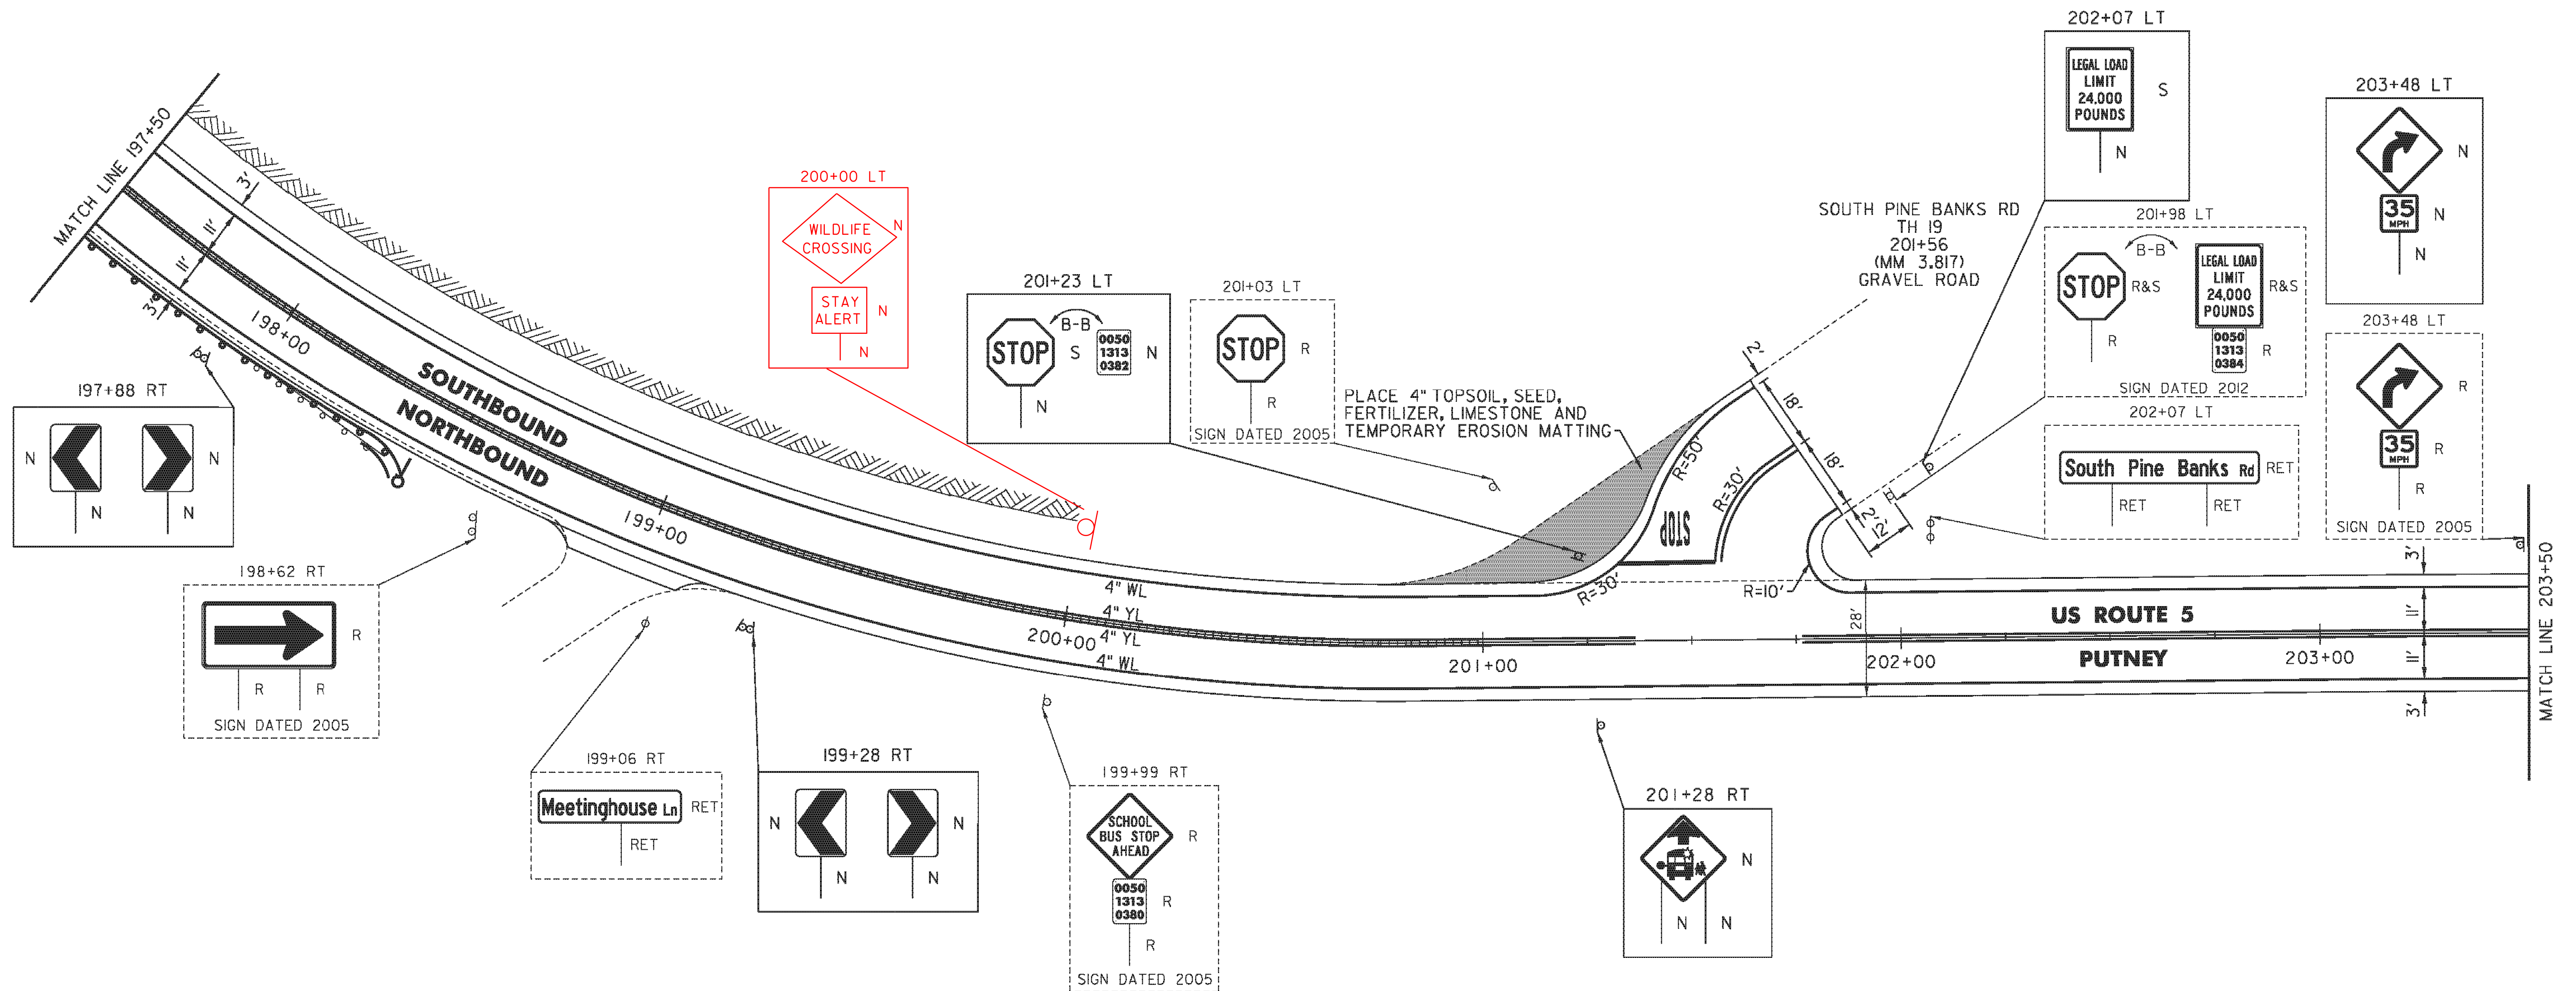 MATCH LINE 197+50
3'
11'
11'
3'
198+00
SOUTHBOUND
NORTHBOUND
199+00
197+88 RT
N
N
N
N
198+62 RT
R
R
R
SIGN DATED 2005
199+06 RT
Meetinghouse Ln
RET
RET
199+28 RT
N
N
N
N
200+00 LT
WILDLIFE
CROSSING
N
STAY
ALERT
N
N
201+23 LT
STOP
B-B
S
0050
1313
0382
N
N
201+03 LT
STOP
R
R
SIGN DATED 2005
PLACE 4" TOPSOIL, SEED,
FERTILIZER, LIMESTONE AND
TEMPORARY EROSION MATTING
R=50'
R=30'
STOP
R=30'
2'
18'
18'
2'
12'
R=10'
28'
SOUTH PINE BANKS RD
TH 19
201+56
(MM 3.817)
GRAVEL ROAD
202+07 LT
LEGAL LOAD
LIMIT
24,000
POUNDS
S
N
201+98 LT
STOP
B-B
R&S
LEGAL LOAD
LIMIT
24,000
POUNDS
R&S
R
0050
1313
0384
R
SIGN DATED 2012
202+07 LT
South Pine Banks Rd
RET
RET
RET
203+48 LT
N
35
MPH
N
N
203+48 LT
R
35
MPH
R
R
SIGN DATED 2005
4" WL
4" YL
200+00
4" YL
4" WL
201+00
202+00
203+00
US ROUTE 5
PUTNEY
3'
11'
11'
3'
MATCH LINE 203+50
199+99 RT
SCHOOL
BUS STOP
AHEAD
R
0050
1313
0380
R
R
SIGN DATED 2005
201+28 RT
N
N
N